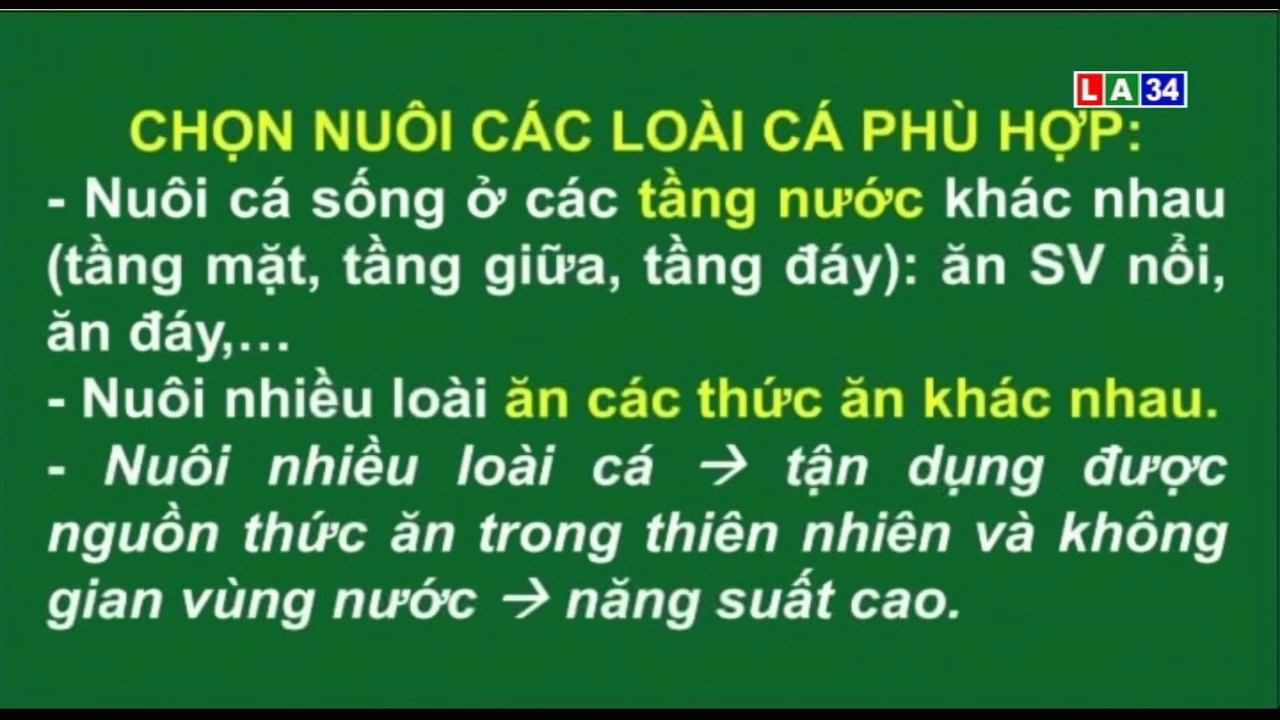 LA34
CHỌN NUÔI CÁC LOÀI CÁ PHÙ HỢP:
- Nuôi cá sống ở các tầng nước khác nhau
(tầng mặt, tầng giữa, tầng đáy): ăn SV nổi,
ăn đáy,...
- Nuôi nhiều loài ăn các thức ăn khác nhau.
- Nuôi nhiều loài cá → tận dụng được
nguồn thức ăn trong thiên nhiên và không
gian vùng nước → năng suất cao.